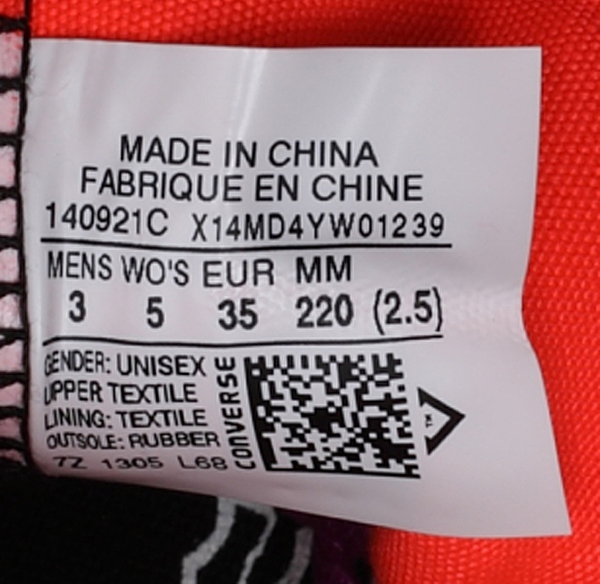 MADE IN CHINA
FABRIQUE EN CHINE
140921C X14MD4YW01239
MENS WO'S EUR MM
3 5 35 220 (2.5)
GENDER: UNISEX
UPPER TEXTILE
LINING: TEXTILE
OUTSOLE: RUBBER
7Z 1305 L68
CONVERSE
TM